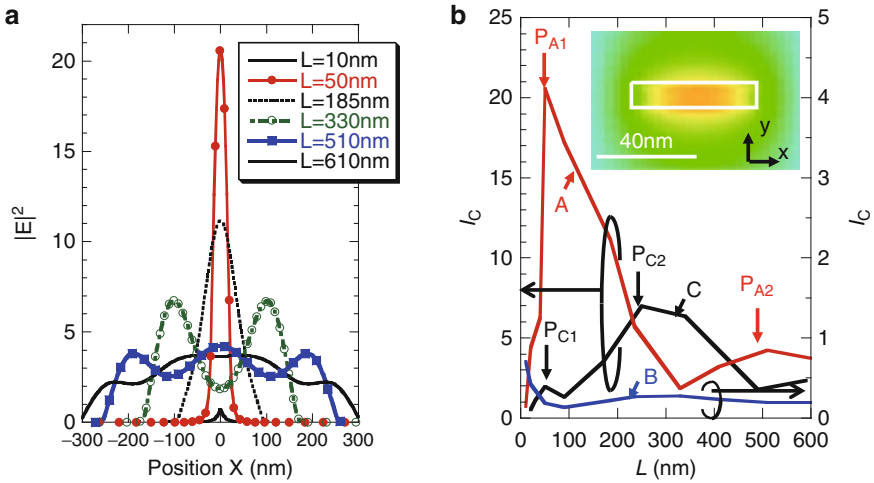 a
20
15
10
5
0
|E|²
L=10nm
L=50nm
L=185nm
L=330nm
L=510nm
L=610nm
−300 −200 −100 0 100 200 300
Position X (nm)
b
25
20
15
10
5
0
I_C
P_A1
A
P_C2
C
P_C1
B
P_A2
40nm
y
x
5
4
3
2
1
0
I_C
0 100 200 300 400 500 600
L (nm)